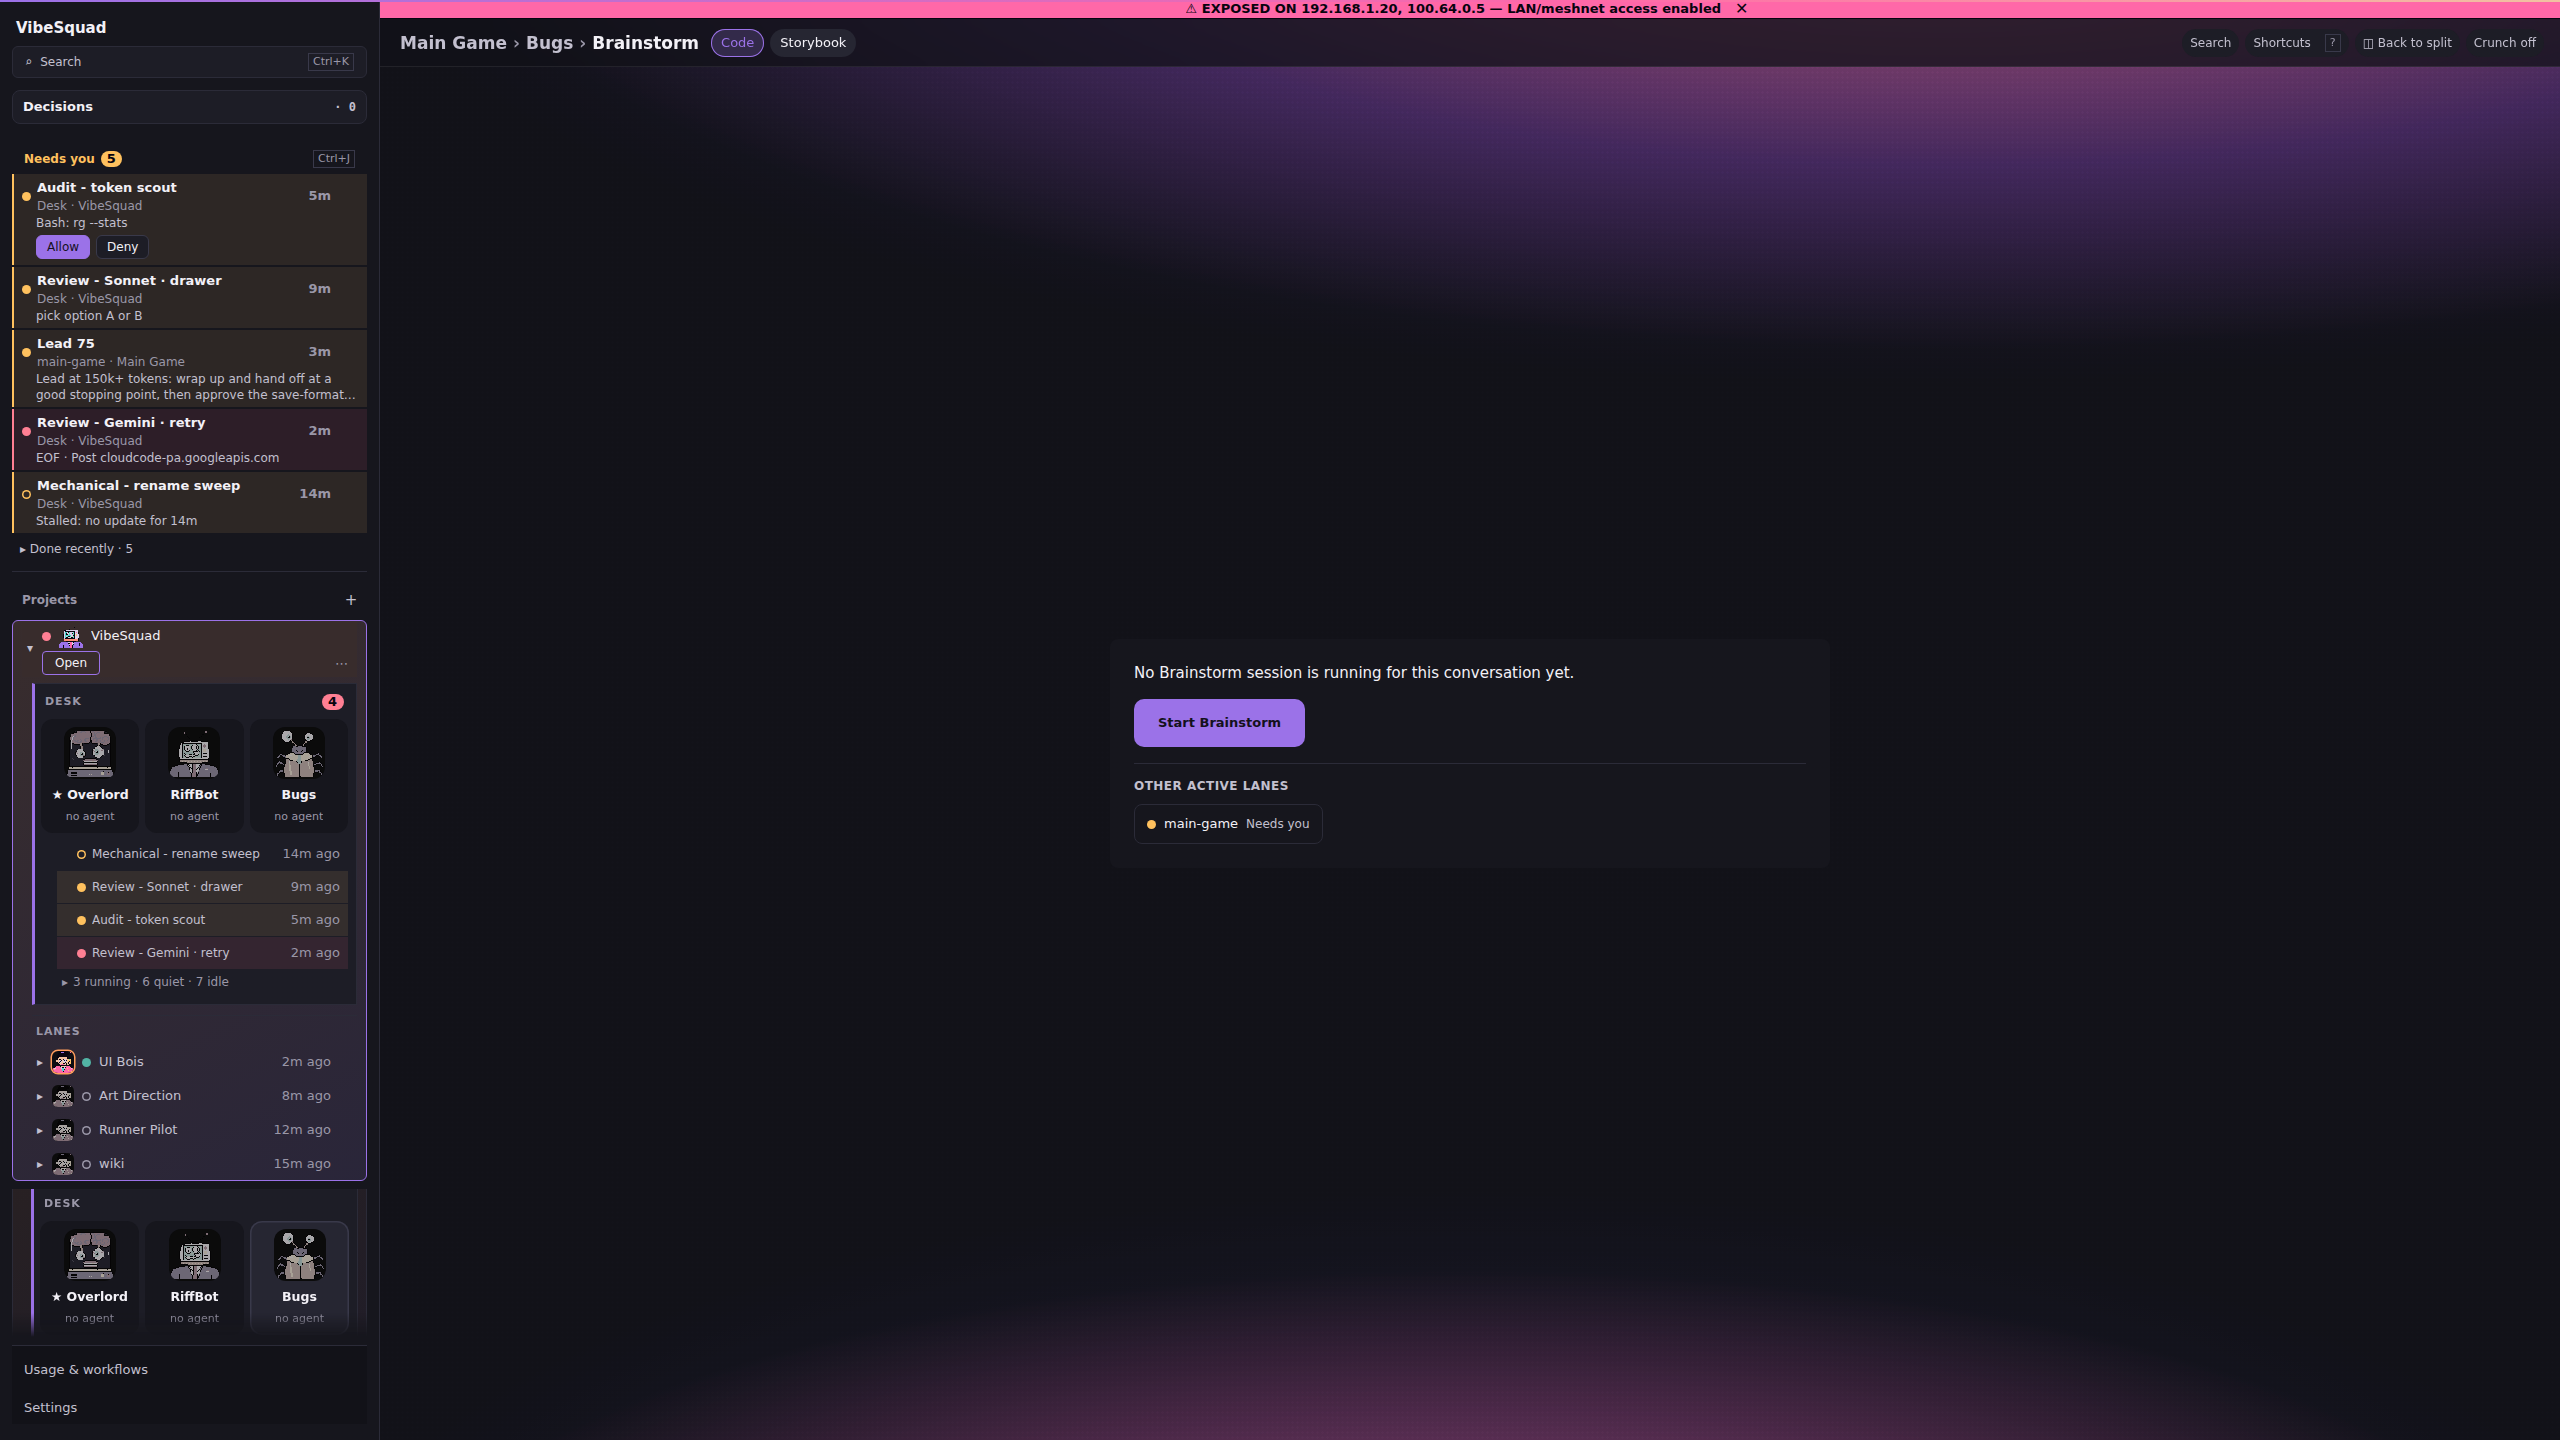 ⚠ EXPOSED ON 192.168.1.20, 100.64.0.5 — LAN/meshnet access enabled ✕
VibeSquad
Search Ctrl+K
Decisions · 0
Needs you 5 Ctrl+J
Audit - token scout 5m
Desk · VibeSquad
Bash: rg --stats
Allow Deny
Review - Sonnet · drawer 9m
Desk · VibeSquad
pick option A or B
Lead 75 3m
main-game · Main Game
Lead at 150k+ tokens: wrap up and hand off at a
good stopping point, then approve the save-format…
Review - Gemini · retry 2m
Desk · VibeSquad
EOF · Post cloudcode-pa.googleapis.com
Mechanical - rename sweep 14m
Desk · VibeSquad
Stalled: no update for 14m
▸ Done recently · 5
Projects +
▾ VibeSquad
Open …
DESK 4
★ Overlord RiffBot Bugs
no agent no agent no agent
Mechanical - rename sweep 14m ago
Review - Sonnet · drawer 9m ago
Audit - token scout 5m ago
Review - Gemini · retry 2m ago
▸ 3 running · 6 quiet · 7 idle
LANES
▸ UI Bois 2m ago
▸ Art Direction 8m ago
▸ Runner Pilot 12m ago
▸ wiki 15m ago
DESK
★ Overlord RiffBot Bugs
no agent no agent no agent
Usage & workflows
Settings
Main Game › Bugs › Brainstorm Code Storybook
Search Shortcuts ? Back to split Crunch off
No Brainstorm session is running for this conversation yet.
Start Brainstorm
OTHER ACTIVE LANES
main-game Needs you